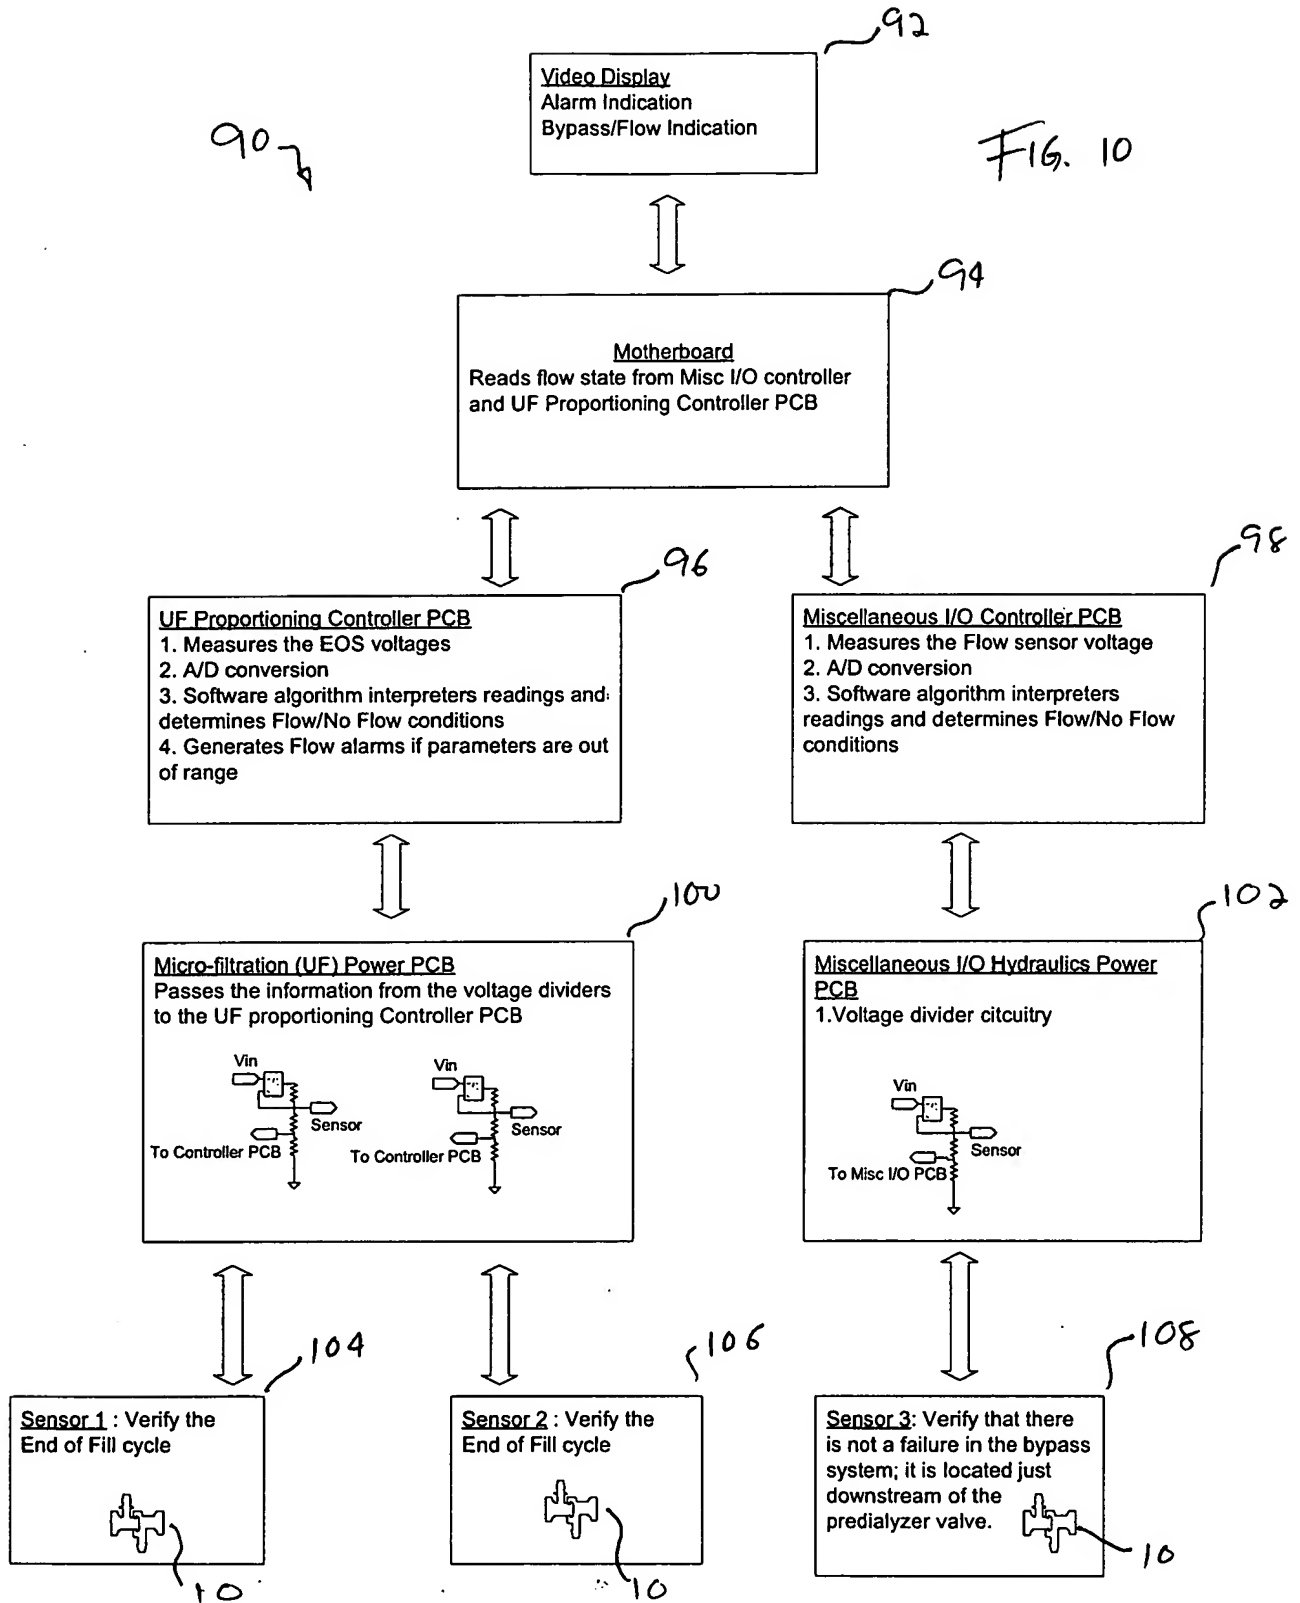 92
Video Display
Alarm Indication
Bypass/Flow Indication
90
FIG. 10
94
Motherboard
Reads flow state from Misc I/O controller
and UF Proportioning Controller PCB
96
UF Proportioning Controller PCB
1. Measures the EOS voltages
2. A/D conversion
3. Software algorithm interpreters readings and
determines Flow/No Flow conditions
4. Generates Flow alarms if parameters are out
of range
98
Miscellaneous I/O Controller PCB
1. Measures the Flow sensor voltage
2. A/D conversion
3. Software algorithm interpreters
readings and determines Flow/No Flow
conditions
100
Micro-filtration (UF) Power PCB
Passes the information from the voltage dividers
to the UF proportioning Controller PCB
Vin
Sensor
To Controller PCB
Vin
Sensor
To Controller PCB
102
Miscellaneous I/O Hydraulics Power
PCB
1.Voltage divider citcuitry
Vin
Sensor
To Misc I/O PCB
104
Sensor 1 : Verify the
End of Fill cycle
10
106
Sensor 2 : Verify the
End of Fill cycle
10
108
Sensor 3: Verify that there
is not a failure in the bypass
system; it is located just
downstream of the
predialyzer valve.
10